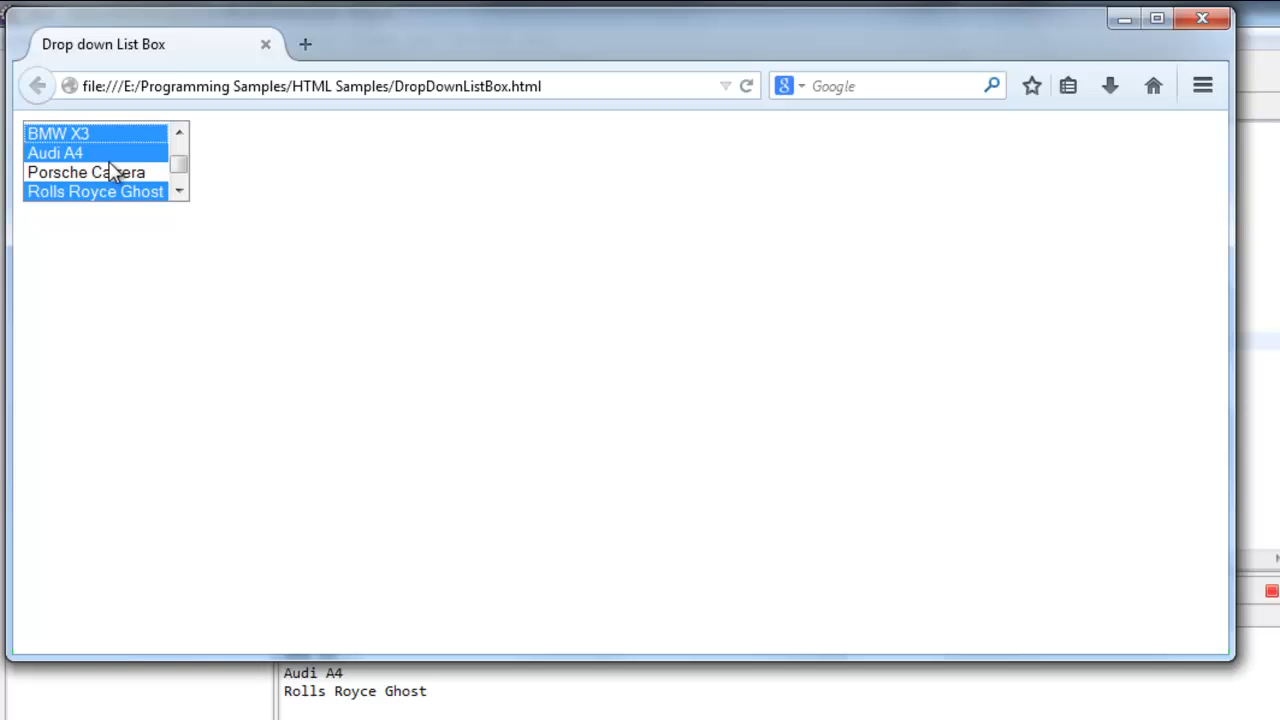 Drop down List Box
file:///E:/Programming Samples/HTML Samples/DropDownListBox.html
Google
BMW X3
Audi A4
Porsche Carrera
Rolls Royce Ghost
Audi A4
Rolls Royce Ghost